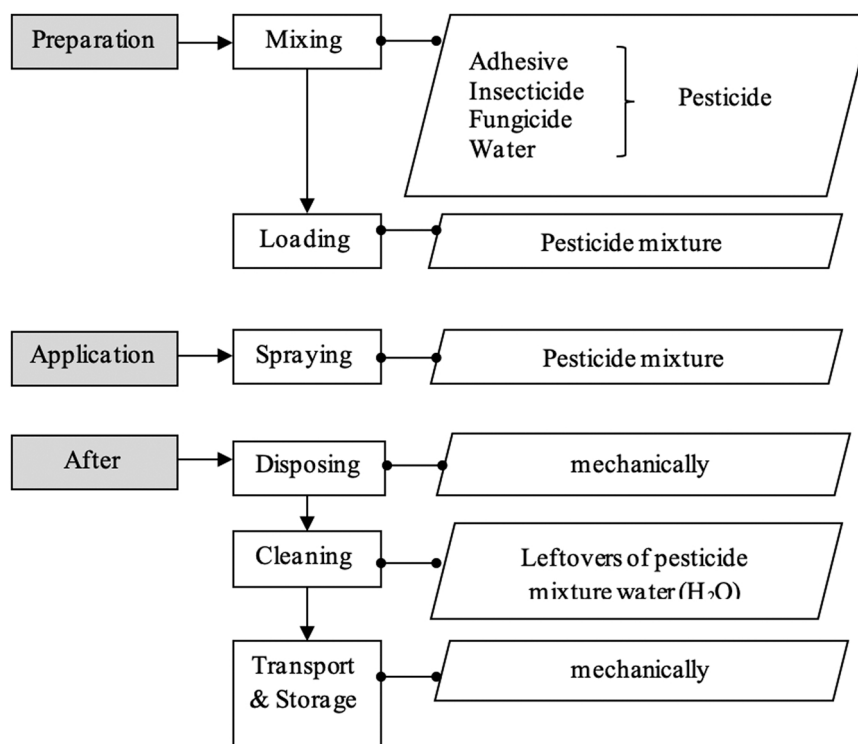 Preparation
Mixing
Adhesive
Insecticide
Fungicide
Water
Pesticide
Loading
Pesticide mixture
Application
Spraying
Pesticide mixture
After
Disposing
mechanically
Cleaning
Leftovers of pesticide
mixture water (H₂O)
Transport
& Storage
mechanically